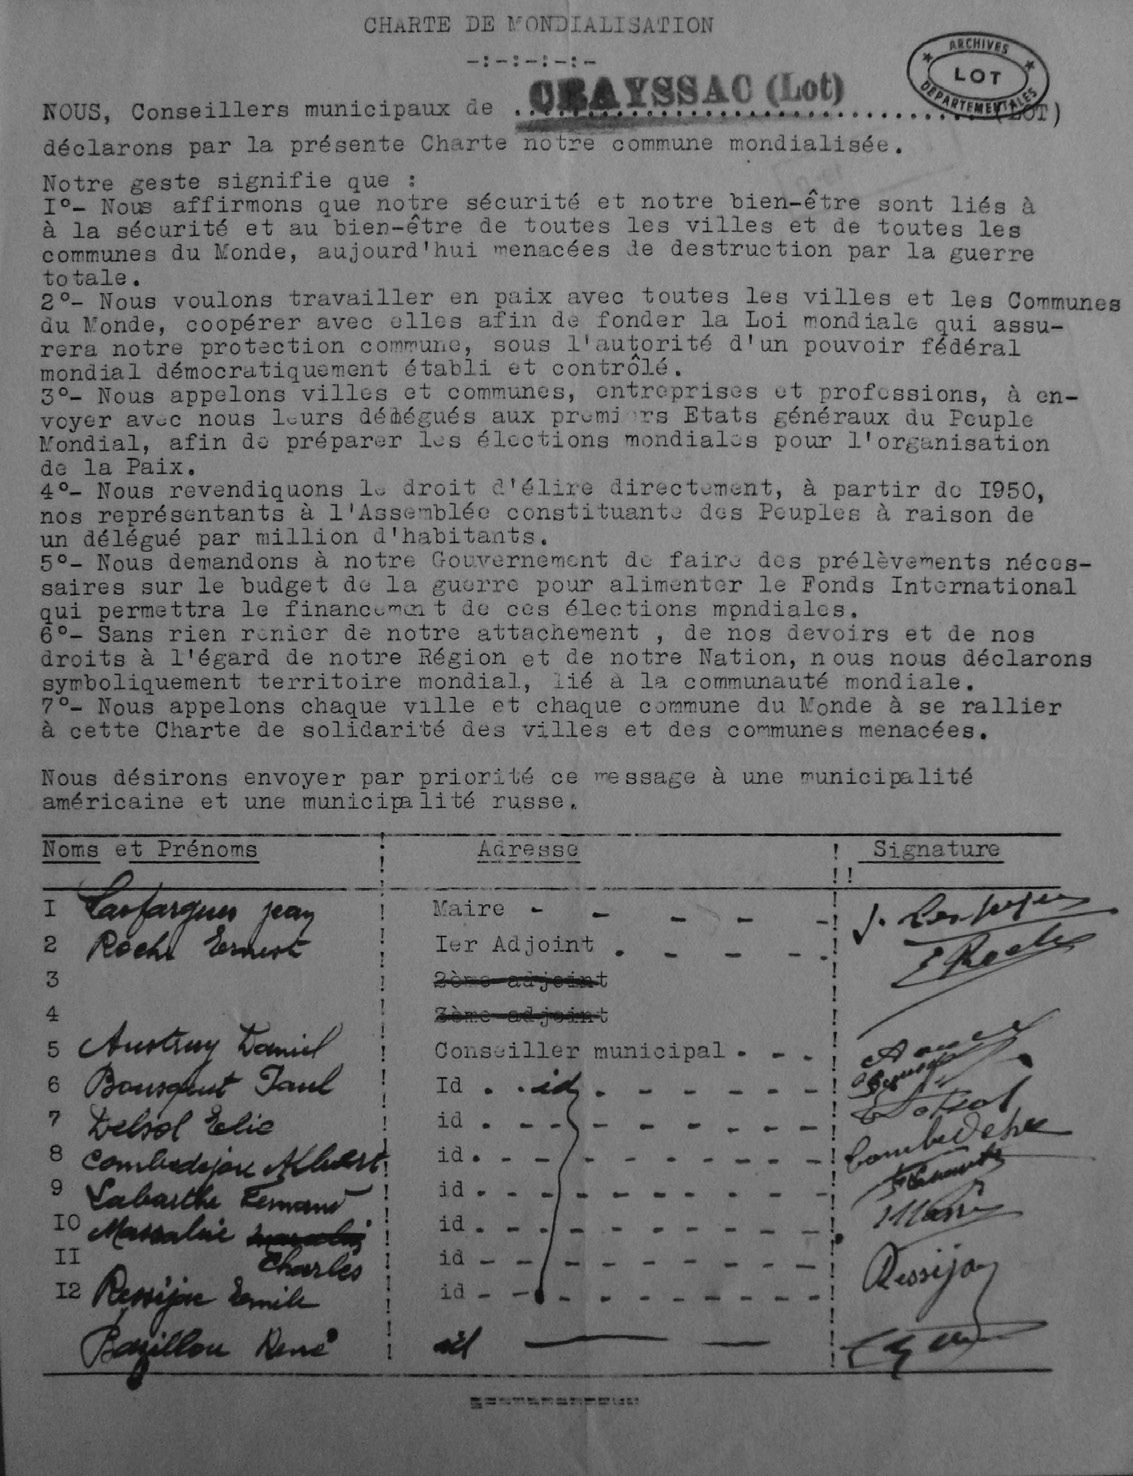 CHARTE DE MONDIALISATION
-:-:-:-:-
ARCHIVES
LOT
DEPARTEMENTALES
NOUS, Conseillers municipaux de CRAYSSAC (Lot) (LOT)
déclarons par la présente Charte notre commune mondialisée.
Notre geste signifie que :
I°- Nous affirmons que notre sécurité et notre bien-être sont liés à
à la sécurité et au bien-être de toutes les villes et de toutes les
communes du Monde, aujourd'hui menacées de destruction par la guerre
totale.
2°- Nous voulons travailler en paix avec toutes les villes et les Communes
du Monde, coopérer avec elles afin de fonder la Loi mondiale qui assu-
rera notre protection commune, sous l'autorité d'un pouvoir fédéral
mondial démocratiquement établi et contrôlé.
3°- Nous appelons villes et communes, entreprises et professions, à en-
voyer avec nous leurs délégués aux premiers Etats généraux du Peuple
Mondial, afin de préparer les élections mondiales pour l'organisation
de la Paix.
4°- Nous revendiquons le droit d'élire directement, à partir de I950,
nos représentants à l'Assemblée constituante des Peuples à raison de
un délégué par million d'habitants.
5°- Nous demandons à notre Gouvernement de faire des prélèvements néces-
saires sur le budget de la guerre pour alimenter le Fonds International
qui permettra le financement de ces élections mpndiales.
6°- Sans rien renier de notre attachement , de nos devoirs et de nos
droits à l'égard de notre Région et de notre Nation, nous nous déclarons
symboliquement territoire mondial, lié à la communauté mondiale.
7°- Nous appelons chaque ville et chaque commune du Monde à se rallier
à cette Charte de solidarité des villes et des communes menacées.
Nous désirons envoyer par priorité ce message à une municipalité
américaine et une municipalité russe.
Noms et Prénoms Adresse Signature
I Lasfargues jean Maire J. Lasfargues
2 Roche Ernest Ier Adjoint E Roche
3 2ème adjoint
4 3ème adjoint
5 Austruy Daniel Conseiller municipal
6 Bousquet Paul Id id Bousquet
7 Delsol Elie id E Delsol
8 Combedejou Albert id
9 Labarthe Fernand id
IO Massabie id
II Charles id
I2 Ressijac Emile id Ressijac
Bazillou René id